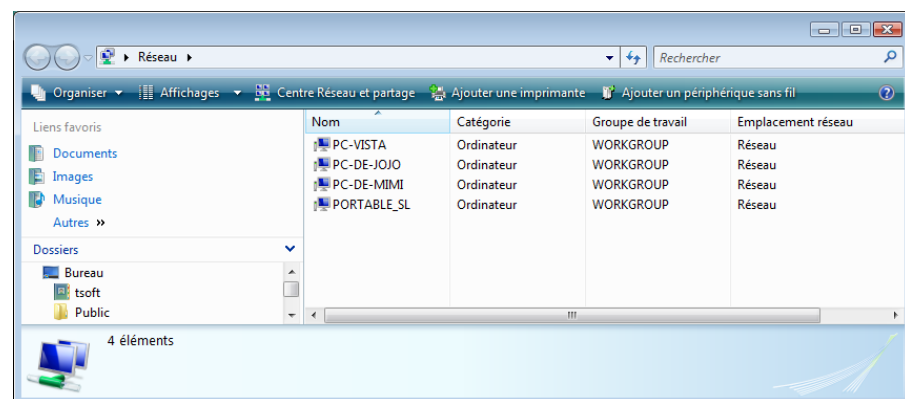 Réseau
Rechercher
Organiser Affichages Centre Réseau et partage Ajouter une imprimante Ajouter un périphérique sans fil
Liens favoris
Documents
Images
Musique
Autres »
Dossiers
Bureau
tsoft
Public
Nom Catégorie Groupe de travail Emplacement réseau
PC-VISTA Ordinateur WORKGROUP Réseau
PC-DE-JOJO Ordinateur WORKGROUP Réseau
PC-DE-MIMI Ordinateur WORKGROUP Réseau
PORTABLE_SL Ordinateur WORKGROUP Réseau
4 éléments